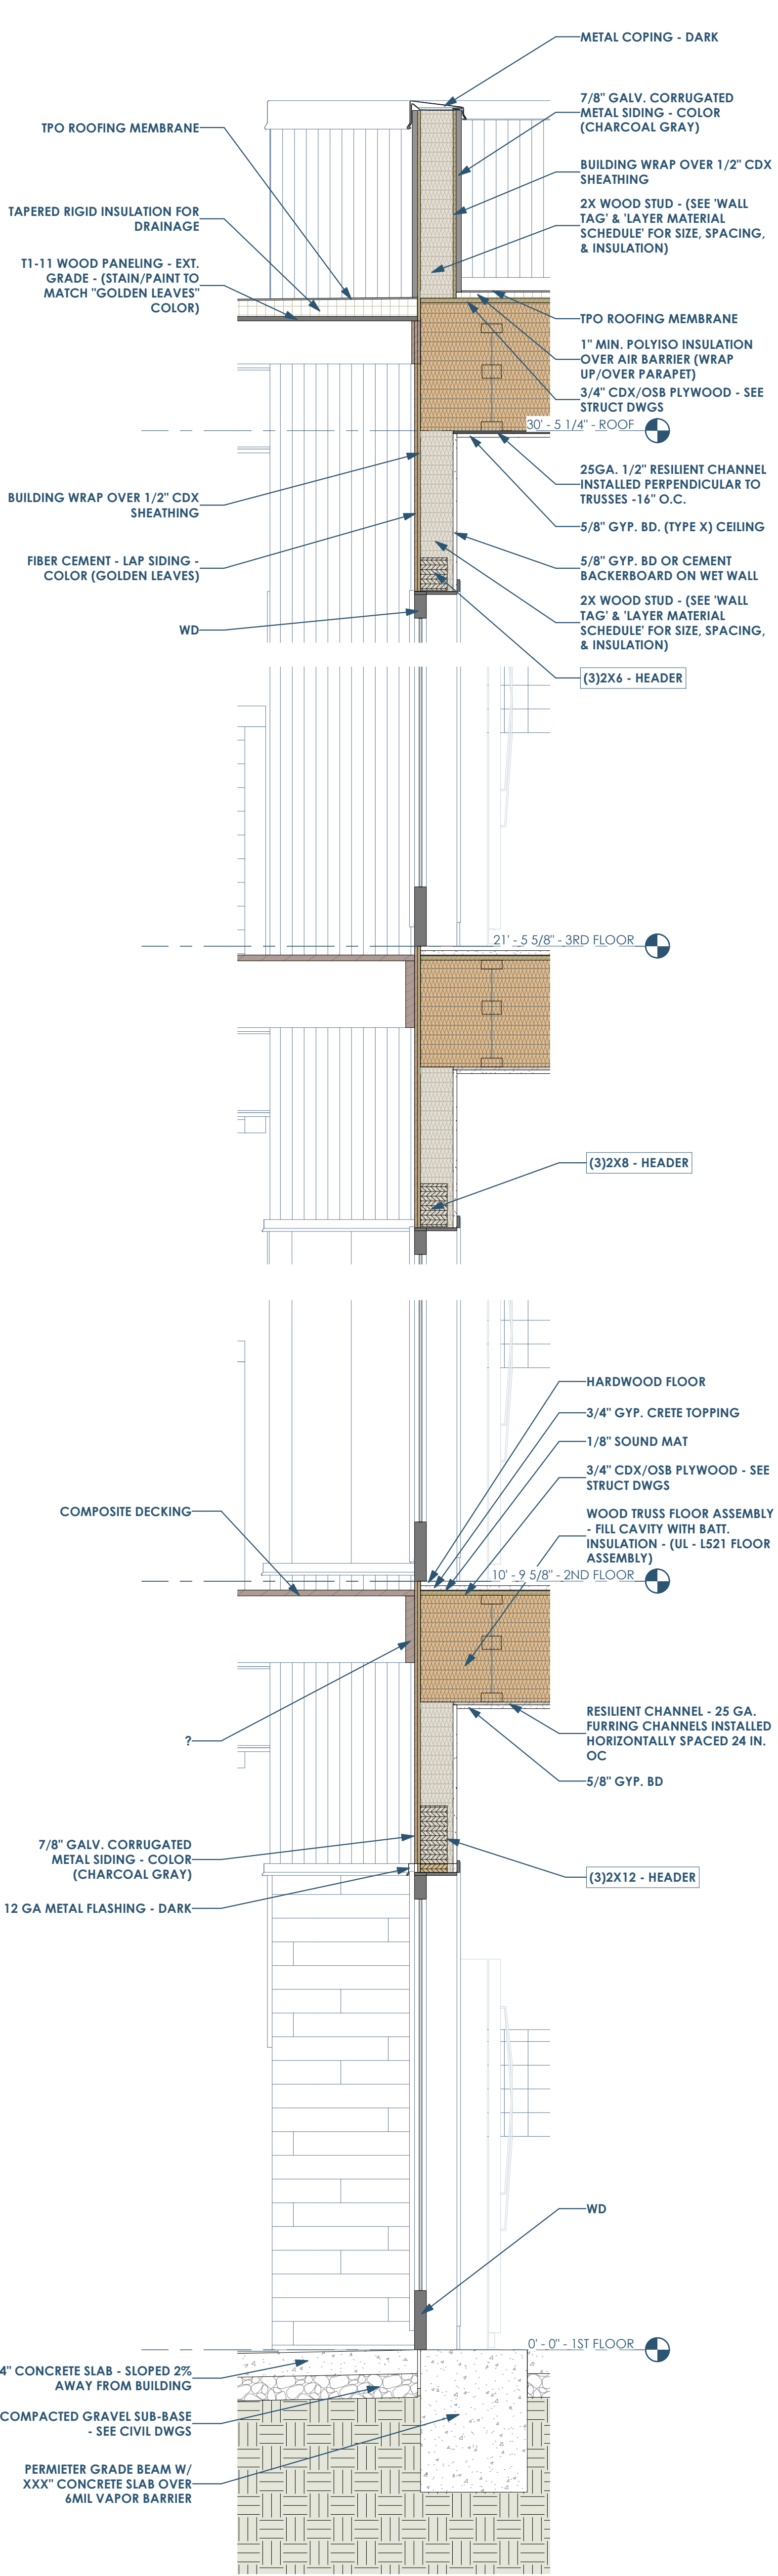 METAL COPING - DARK
7/8" GALV. CORRUGATED
METAL SIDING - COLOR
(CHARCOAL GRAY)
TPO ROOFING MEMBRANE
BUILDING WRAP OVER 1/2" CDX
SHEATHING
2X WOOD STUD - (SEE 'WALL
TAG' & 'LAYER MATERIAL
SCHEDULE' FOR SIZE, SPACING,
& INSULATION)
TAPERED RIGID INSULATION FOR
DRAINAGE
T1-11 WOOD PANELING - EXT.
GRADE - (STAIN/PAINT TO
MATCH "GOLDEN LEAVES"
COLOR)
TPO ROOFING MEMBRANE
1" MIN. POLYISO INSULATION
OVER AIR BARRIER (WRAP
UP/OVER PARAPET)
3/4" CDX/OSB PLYWOOD - SEE
STRUCT DWGS
30' - 5 1/4" - ROOF
25GA. 1/2" RESILIENT CHANNEL
INSTALLED PERPENDICULAR TO
TRUSSES -16" O.C.
BUILDING WRAP OVER 1/2" CDX
SHEATHING
5/8" GYP. BD. (TYPE X) CEILING
FIBER CEMENT - LAP SIDING -
COLOR (GOLDEN LEAVES)
5/8" GYP. BD OR CEMENT
BACKERBOARD ON WET WALL
2X WOOD STUD - (SEE 'WALL
TAG' & 'LAYER MATERIAL
SCHEDULE' FOR SIZE, SPACING,
& INSULATION)
WD
(3)2X6 - HEADER
21' - 5 5/8" - 3RD FLOOR
(3)2X8 - HEADER
HARDWOOD FLOOR
3/4" GYP. CRETE TOPPING
1/8" SOUND MAT
3/4" CDX/OSB PLYWOOD - SEE
STRUCT DWGS
COMPOSITE DECKING
WOOD TRUSS FLOOR ASSEMBLY
- FILL CAVITY WITH BATT.
INSULATION - (UL - L521 FLOOR
ASSEMBLY)
10' - 9 5/8" - 2ND FLOOR
RESILIENT CHANNEL - 25 GA.
FURRING CHANNELS INSTALLED
HORIZONTALLY SPACED 24 IN.
OC
?
5/8" GYP. BD
7/8" GALV. CORRUGATED
METAL SIDING - COLOR
(CHARCOAL GRAY)
(3)2X12 - HEADER
12 GA METAL FLASHING - DARK
WD
0' - 0" - 1ST FLOOR
4" CONCRETE SLAB - SLOPED 2%
AWAY FROM BUILDING
COMPACTED GRAVEL SUB-BASE
- SEE CIVIL DWGS
PERMIETER GRADE BEAM W/
XXX" CONCRETE SLAB OVER
6MIL VAPOR BARRIER